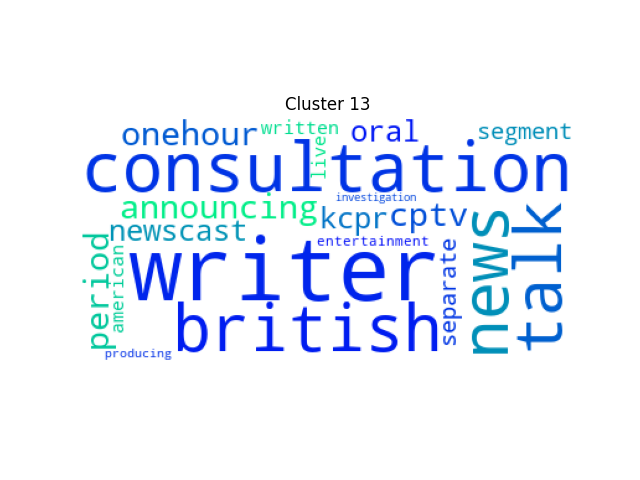 Cluster 13
onehour written oral segment
consultation
live
investigation
announcing kcpr cptv
newscast entertainment
period american writer separate news talk
british
producing